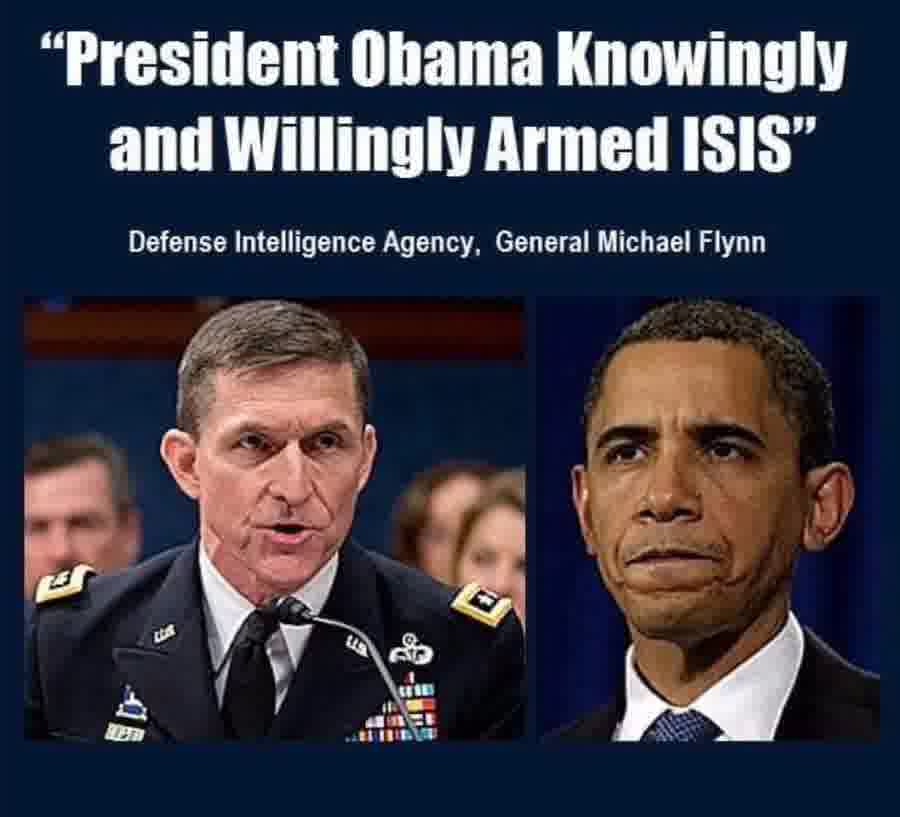 “President Obama Knowingly
and Willingly Armed ISIS”
Defense Intelligence Agency, General Michael Flynn
U.S.
U.S.